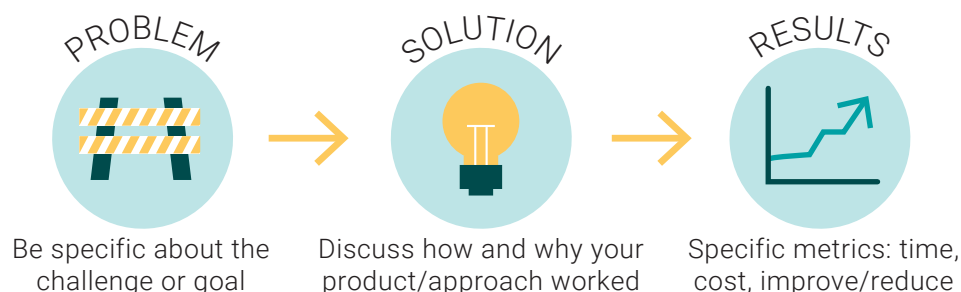 PROBLEM
SOLUTION
RESULTS
Be specific about the
challenge or goal
Discuss how and why your
product/approach worked
Specific metrics: time,
cost, improve/reduce